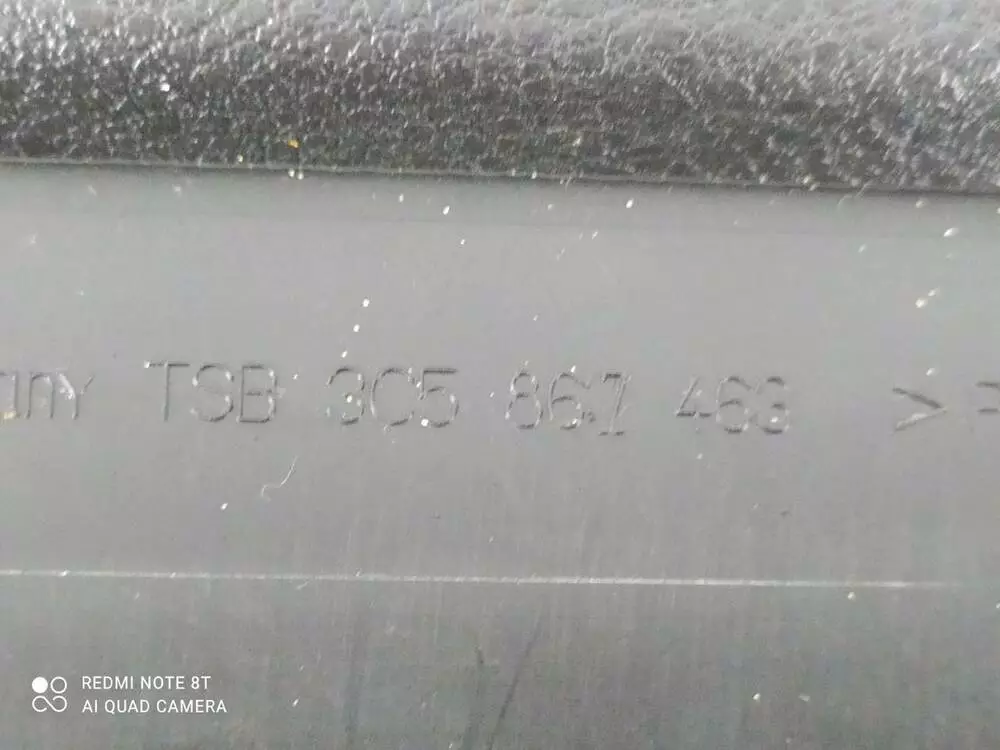 TSB 3C5 867 463 >
REDMI NOTE 8T
AI QUAD CAMERA